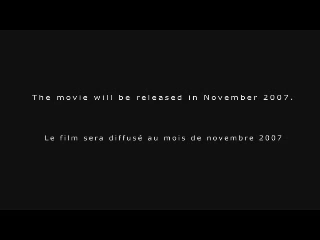 The movie will be released in November 2007.
Le film sera diffusé au mois de novembre 2007